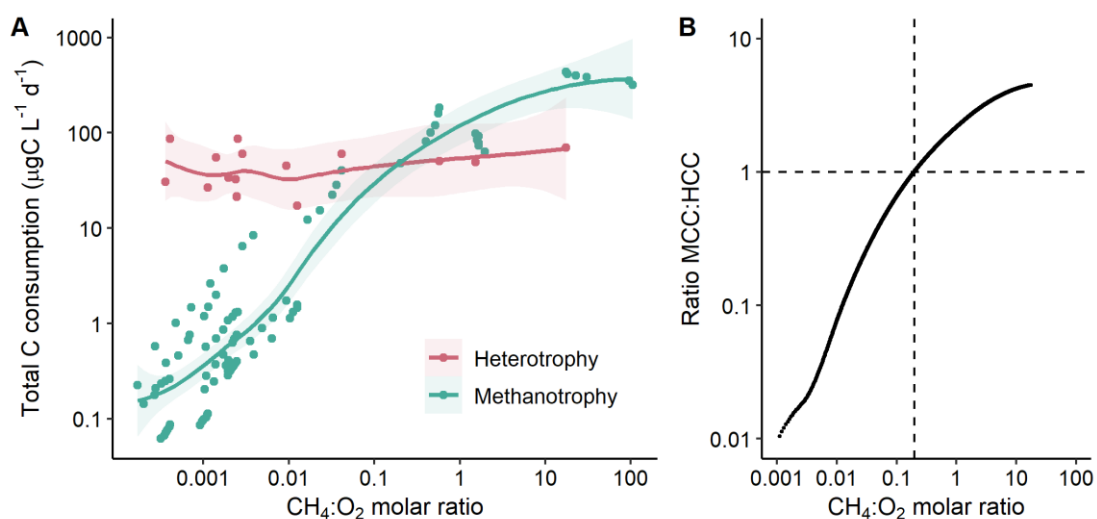 A
Total C consumption (µgC L⁻¹ d⁻¹)
1000
100
10
1
0.1
0.001
0.01
0.1
1
10
100
CH₄:O₂ molar ratio
Heterotrophy
Methanotrophy
B
Ratio MCC:HCC
10
1
0.1
0.01
0.001
0.01
0.1
1
10
100
CH₄:O₂ molar ratio